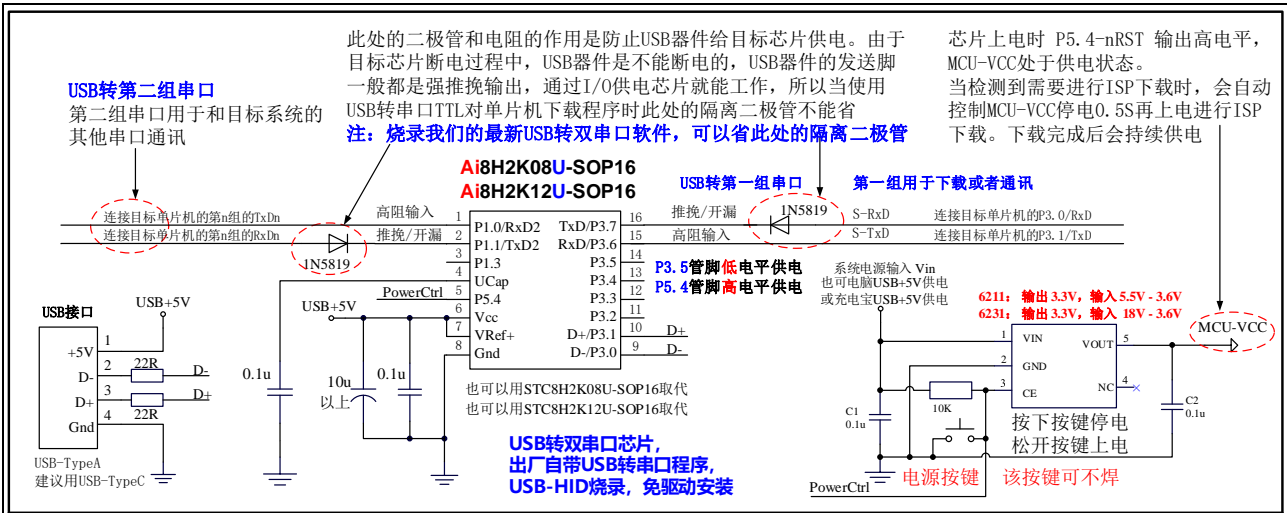 此处的二极管和电阻的作用是防止USB器件给目标芯片供电。由于
目标芯片断电过程中，USB器件是不能断电的，USB器件的发送脚
一般都是强推挽输出，通过I/O供电芯片就能工作，所以当使用
USB转串口TTL对单片机下载程序时此处的隔离二极管不能省
注：烧录我们的最新USB转双串口软件，可以省此处的隔离二极管
芯片上电时 P5.4-nRST 输出高电平，
MCU-VCC处于供电状态。
当检测到需要进行ISP下载时，会自动
控制MCU-VCC停电0.5S再上电进行ISP
下载。下载完成后会持续供电
USB转第二组串口
第二组串口用于和目标系统的
其他串口通讯
Ai8H2K08U-SOP16
Ai8H2K12U-SOP16
USB转第一组串口
第一组用于下载或者通讯
连接目标单片机的第n组的TxDn
连接目标单片机的第n组的RxDn
1N5819
高阻输入
推挽/开漏
1
2
3
4
5
6
7
8
P1.0/RxD2
P1.1/TxD2
P1.3
UCap
P5.4
Vcc
VRef+
Gnd
TxD/P3.7
RxD/P3.6
P3.5
P3.4
P3.3
P3.2
D+/P3.1
D-/P3.0
16
15
14
13
12
11
10
9
D+
D-
推挽/开漏
高阻输入
1N5819
S-RxD
S-TxD
连接目标单片机的P3.0/RxD
连接目标单片机的P3.1/TxD
P3.5管脚低电平供电
P5.4管脚高电平供电
PowerCtrl
USB+5V
0.1u
10u
以上
0.1u
也可以用STC8H2K08U-SOP16取代
也可以用STC8H2K12U-SOP16取代
USB转双串口芯片，
出厂自带USB转串口程序，
USB-HID烧录，免驱动安装
USB接口
USB+5V
+5V
D-
D+
Gnd
1
2
3
4
22R
22R
D-
D+
USB-TypeA
建议用USB-TypeC
系统电源输入 Vin
也可电脑USB+5V供电
或充电宝USB+5V供电
6211： 输出 3.3V，输入 5.5V - 3.6V
6231： 输出 3.3V，输入 18V - 3.6V
MCU-VCC
1
2
3
VIN
GND
CE
VOUT
NC
5
4
C1
0.1u
10K
C2
0.1u
按下按键停电
松开按键上电
电源按键
该按键可不焊
PowerCtrl